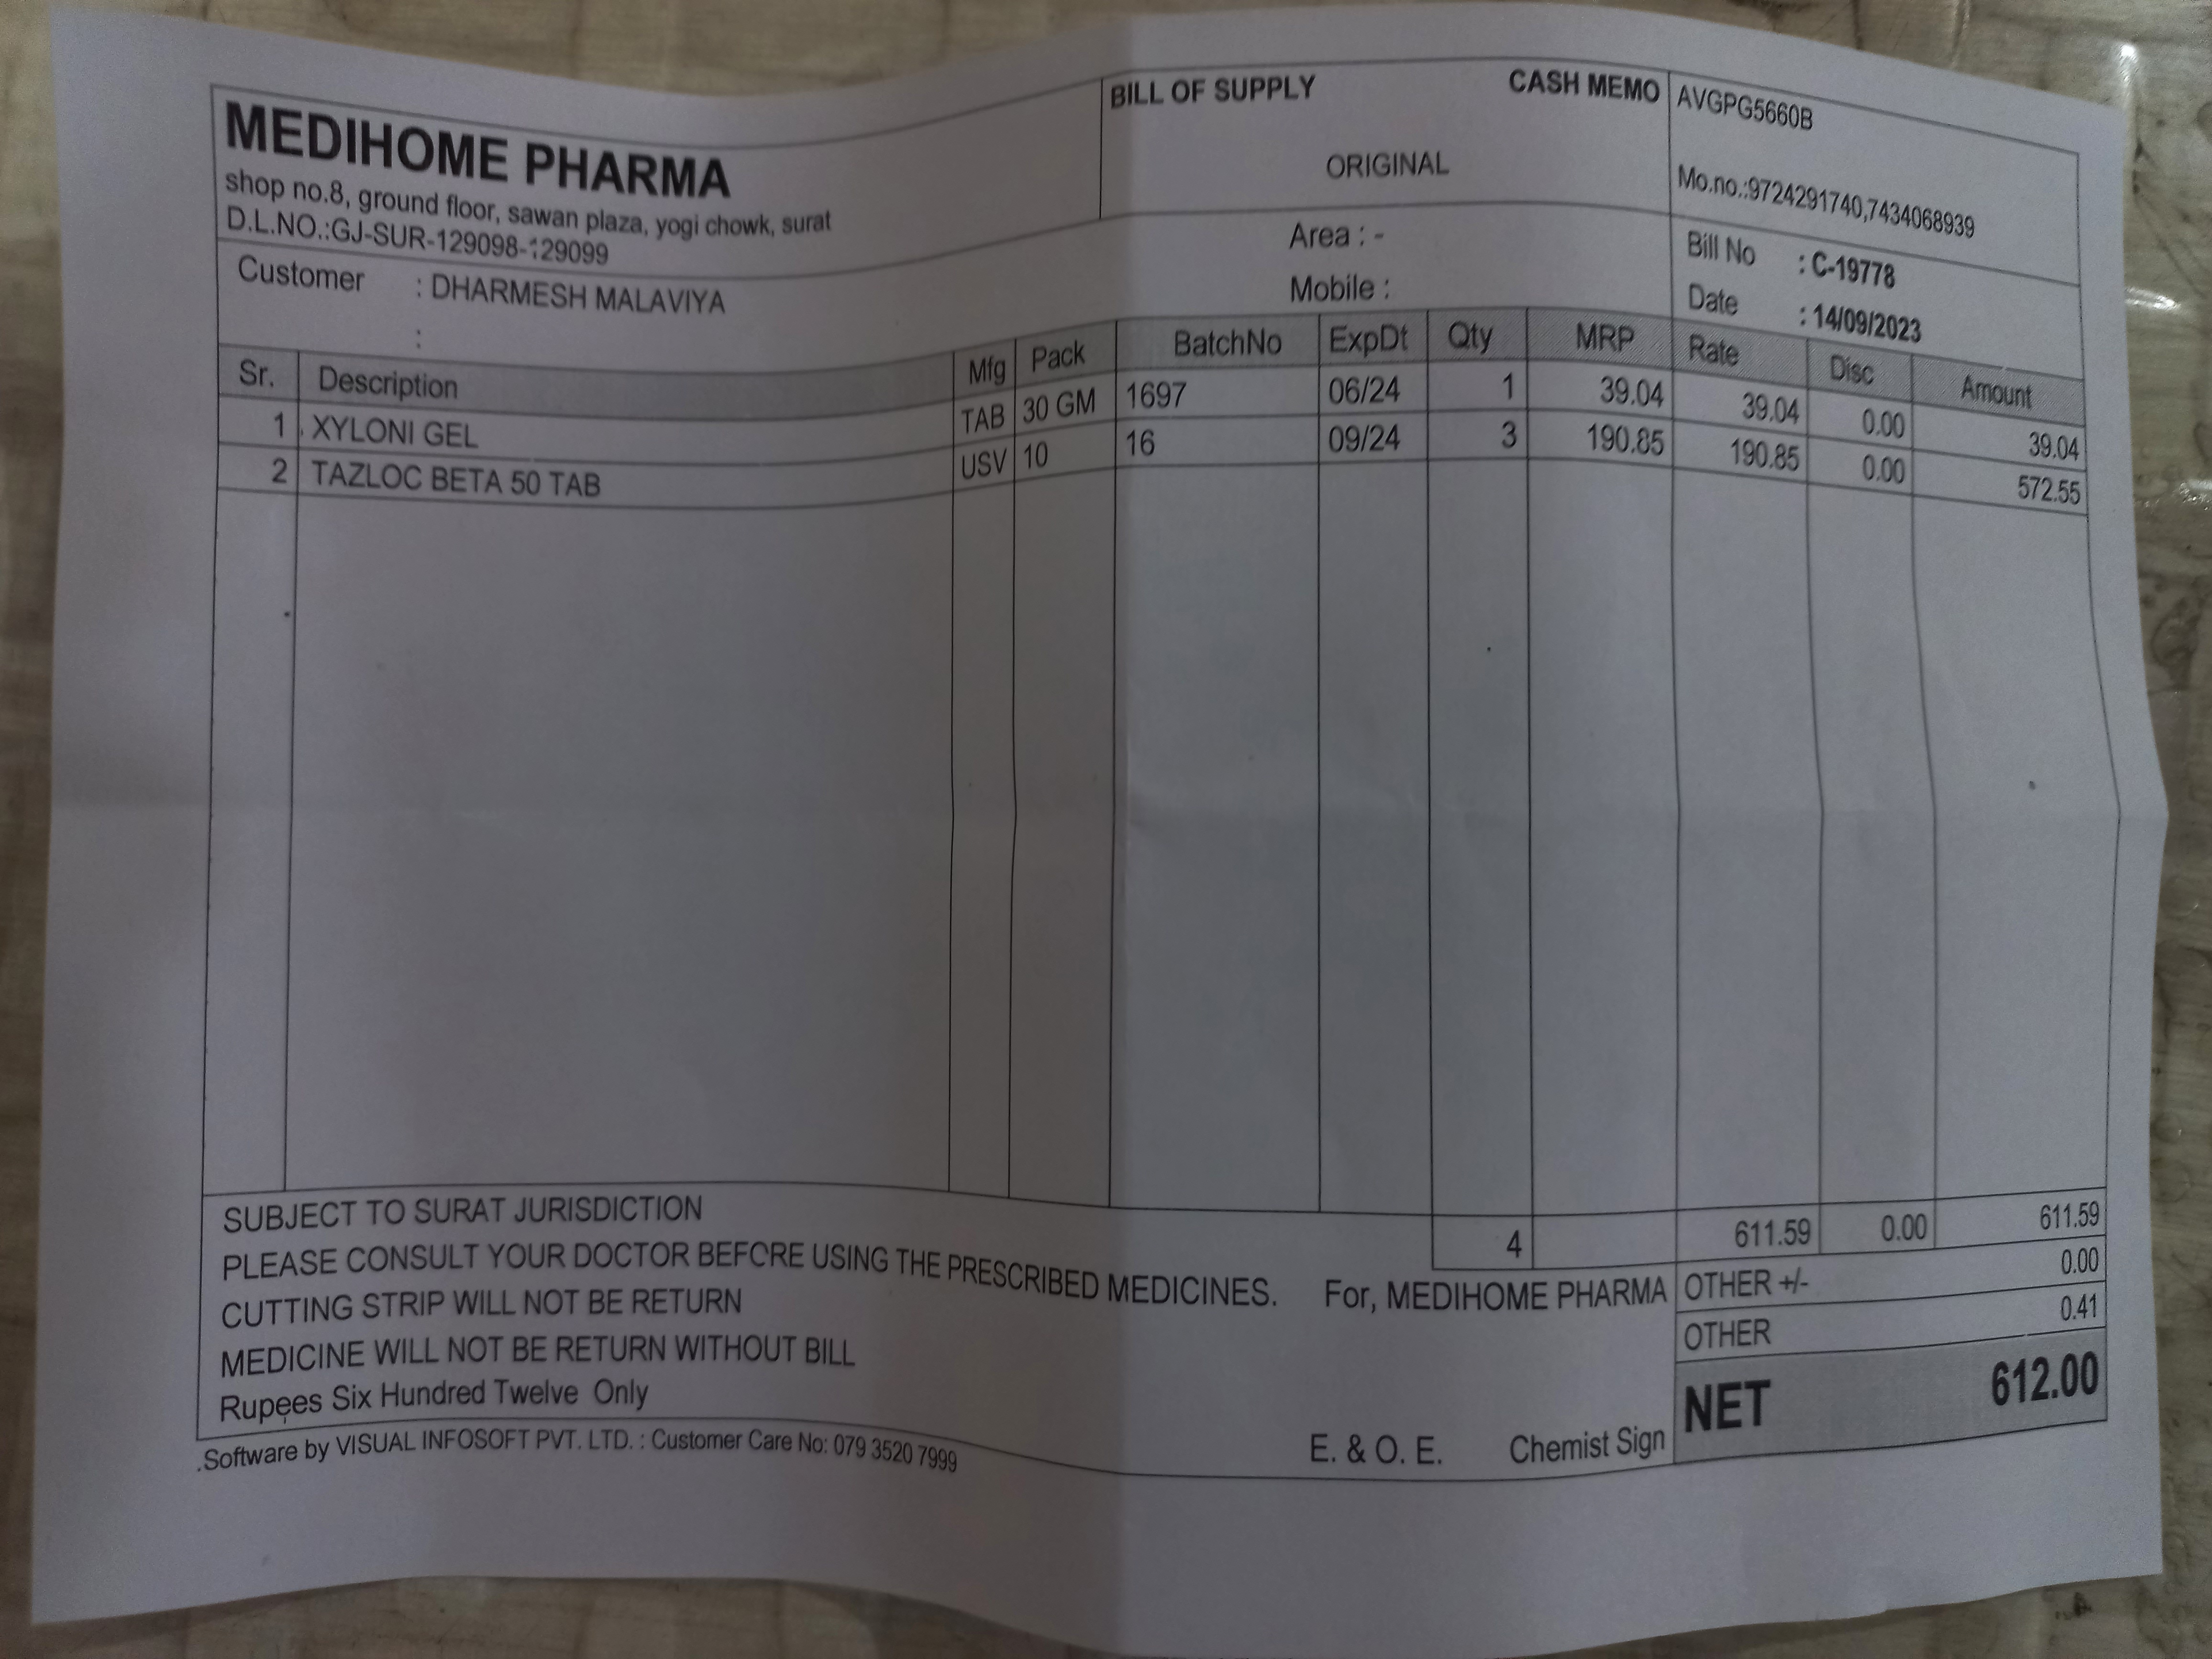 BILL OF SUPPLY CASH MEMO AVGPG5660B
MEDIHOME PHARMA ORIGINAL Mo.no.:9724291740,7434068939
shop no.8, ground floor, sawan plaza, yogi chowk, surat
D.L.NO.:GJ-SUR-129098-129099 Area : - Bill No : C-19778
Customer : DHARMESH MALAVIYA Mobile : Date : 14/09/2023
:
Sr. Description Mfg Pack BatchNo ExpDt Qty MRP Rate Disc Amount
1 XYLONI GEL TAB 30 GM 1697 06/24 1 39.04 39.04 0.00 39.04
2 TAZLOC BETA 50 TAB USV 10 16 09/24 3 190.85 190.85 0.00 572.55
SUBJECT TO SURAT JURISDICTION 4 611.59 0.00 611.59
PLEASE CONSULT YOUR DOCTOR BEFORE USING THE PRESCRIBED MEDICINES. For, MEDIHOME PHARMA OTHER +/- 0.00
CUTTING STRIP WILL NOT BE RETURN OTHER 0.41
MEDICINE WILL NOT BE RETURN WITHOUT BILL
Rupees Six Hundred Twelve Only E. & O. E. Chemist Sign NET 612.00
.Software by VISUAL INFOSOFT PVT. LTD. : Customer Care No: 079 3520 7999